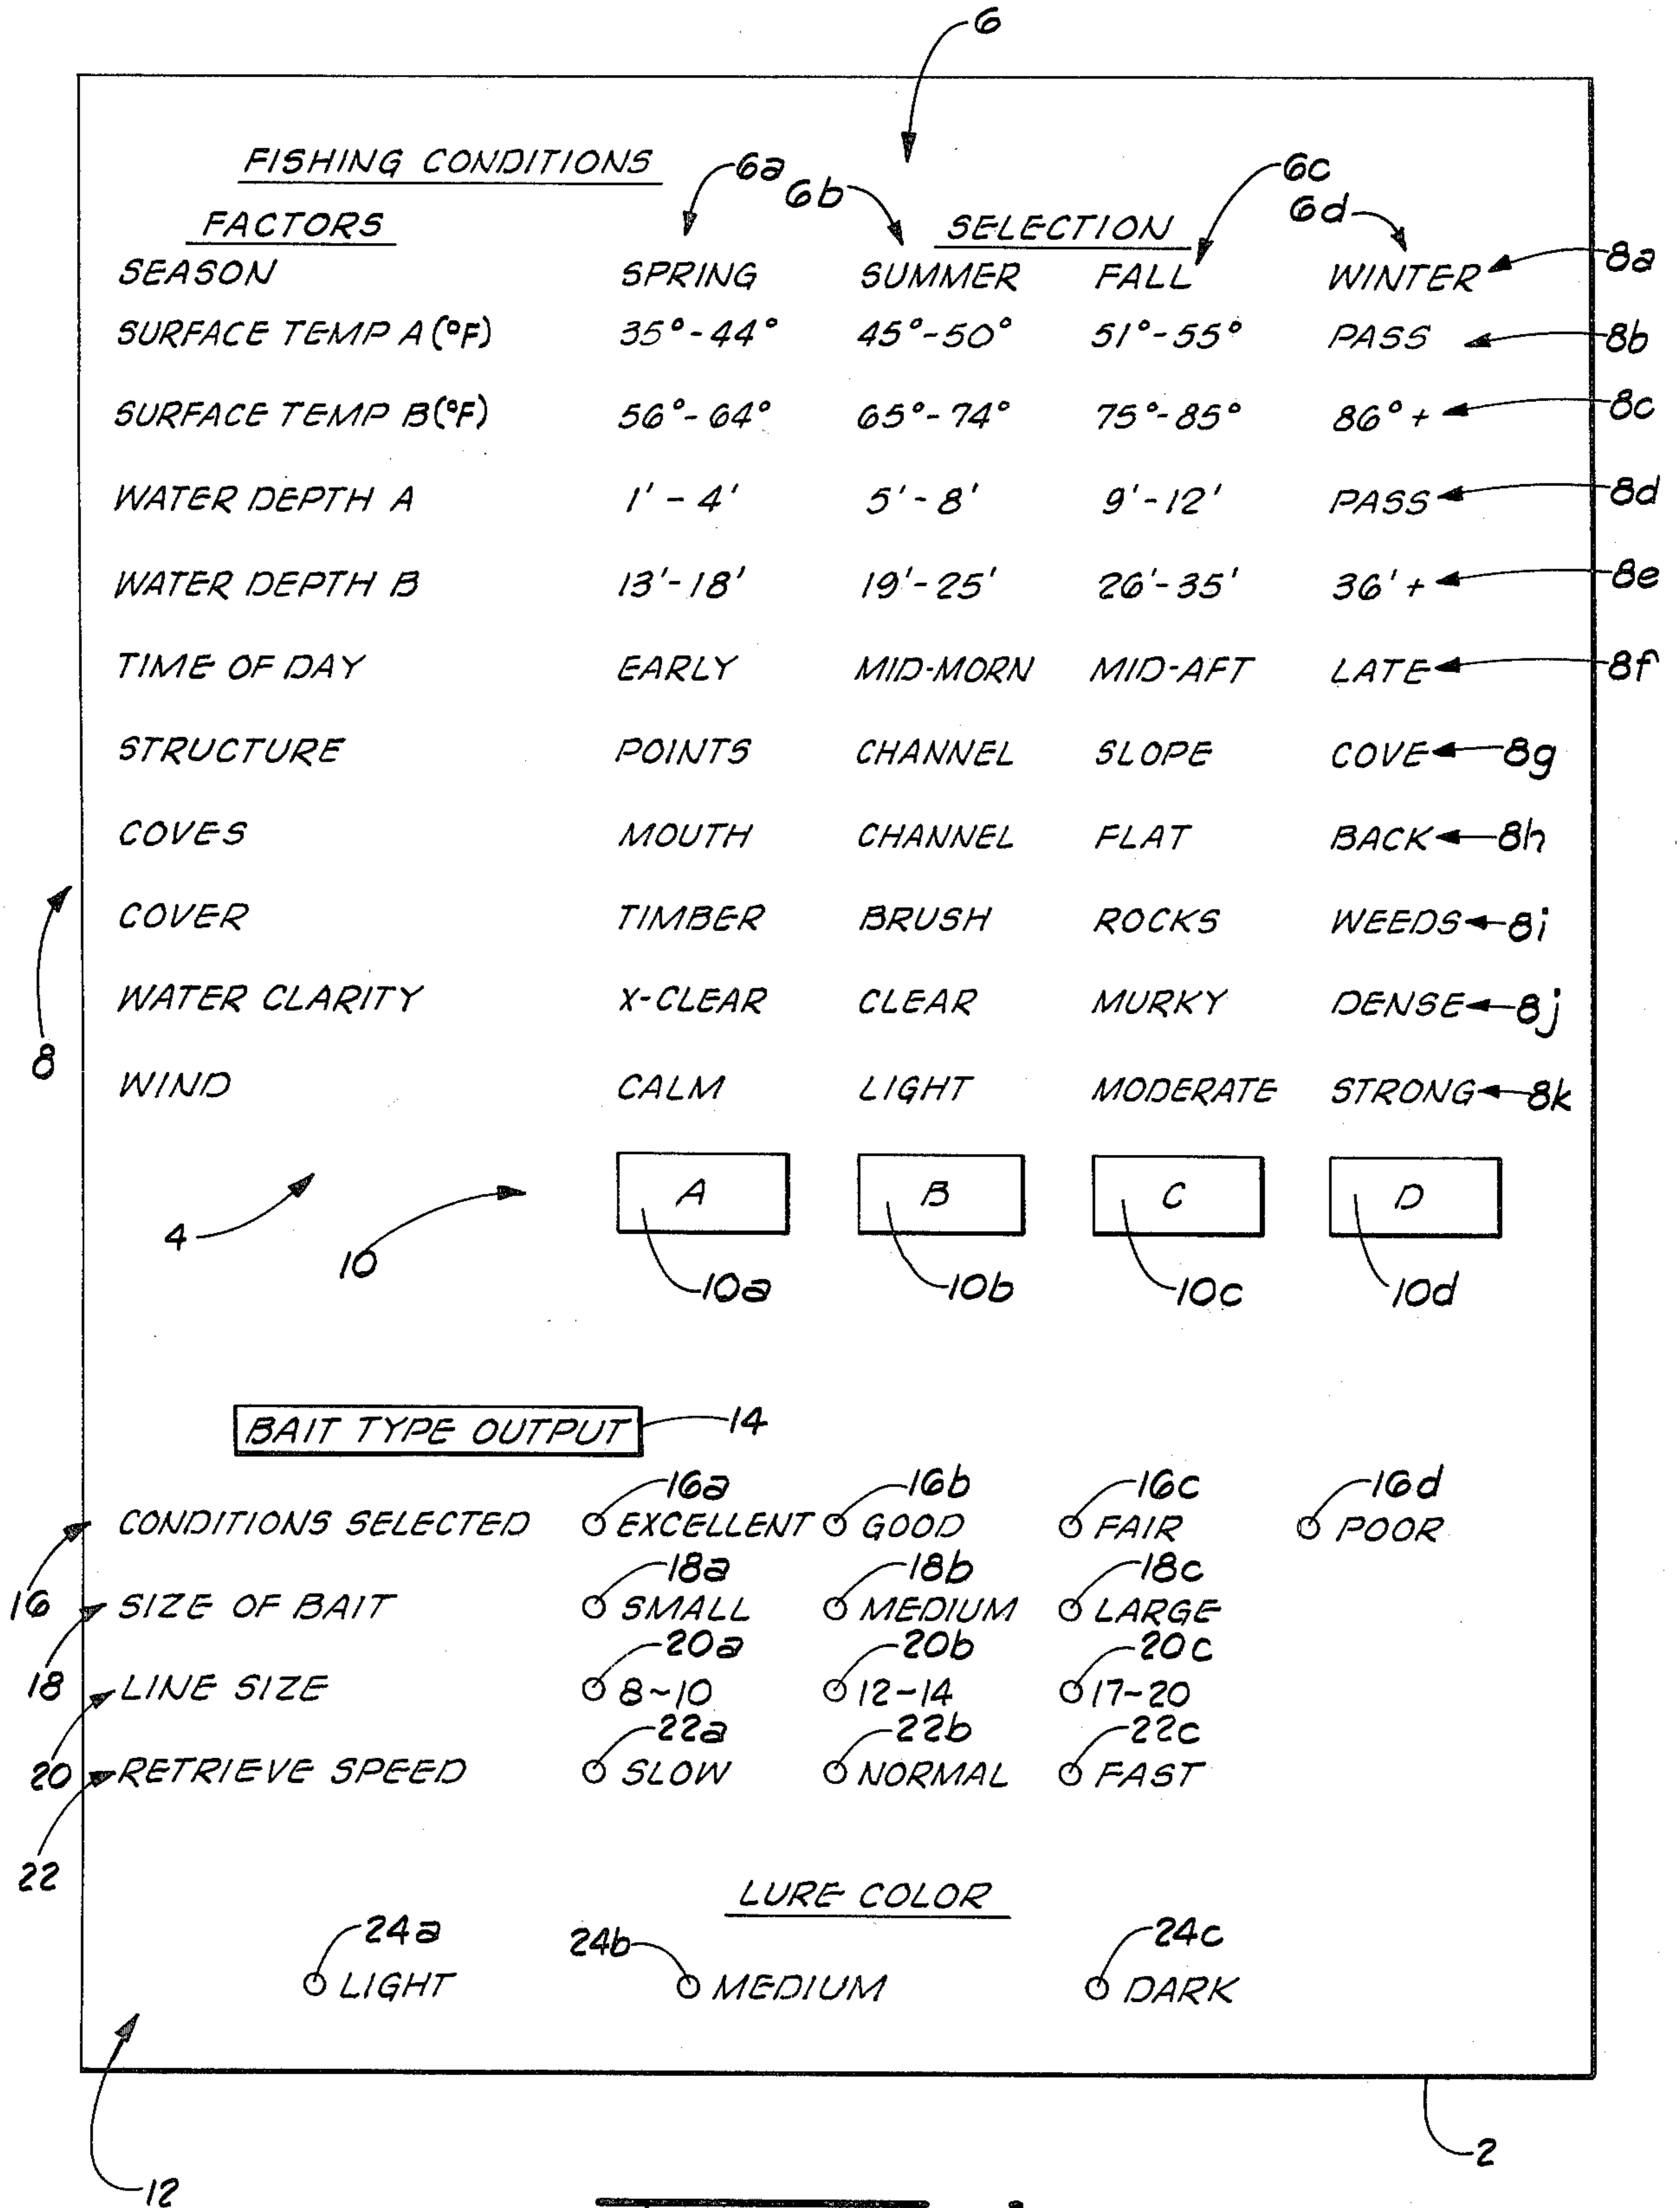 6
FISHING CONDITIONS 6a 6b 6c
FACTORS SELECTION 6d
SEASON SPRING SUMMER FALL WINTER 8a
SURFACE TEMP A (°F) 35°-44° 45°-50° 51°-55° PASS 8b
SURFACE TEMP B (°F) 56°-64° 65°-74° 75°-85° 86°+ 8c
WATER DEPTH A 1'-4' 5'-8' 9'-12' PASS 8d
WATER DEPTH B 13'-18' 19'-25' 26'-35' 36'+ 8e
TIME OF DAY EARLY MID-MORN MID-AFT LATE 8f
STRUCTURE POINTS CHANNEL SLOPE COVE 8g
COVES MOUTH CHANNEL FLAT BACK 8h
COVER TIMBER BRUSH ROCKS WEEDS 8i
WATER CLARITY X-CLEAR CLEAR MURKY DENSE 8j
8
WIND CALM LIGHT MODERATE STRONG 8k
A B C D
4 10 10a 10b 10c 10d
BAIT TYPE OUTPUT 14
16a 16b 16c 16d
CONDITIONS SELECTED EXCELLENT GOOD FAIR POOR
18a 18b 18c
16 SIZE OF BAIT SMALL MEDIUM LARGE
20a 20b 20c
18 LINE SIZE 8-10 12-14 17-20
22a 22b 22c
20 RETRIEVE SPEED SLOW NORMAL FAST
22
LURE COLOR
24a 24b 24c
LIGHT MEDIUM DARK
2
12